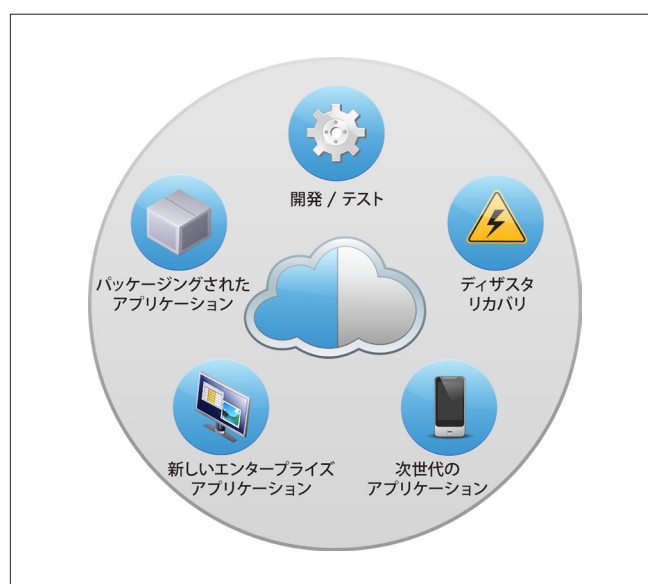 開発 / テスト
パッケージングされた
アプリケーション
ディザスタ
リカバリ
新しいエンタープライズ
アプリケーション
次世代の
アプリケーション